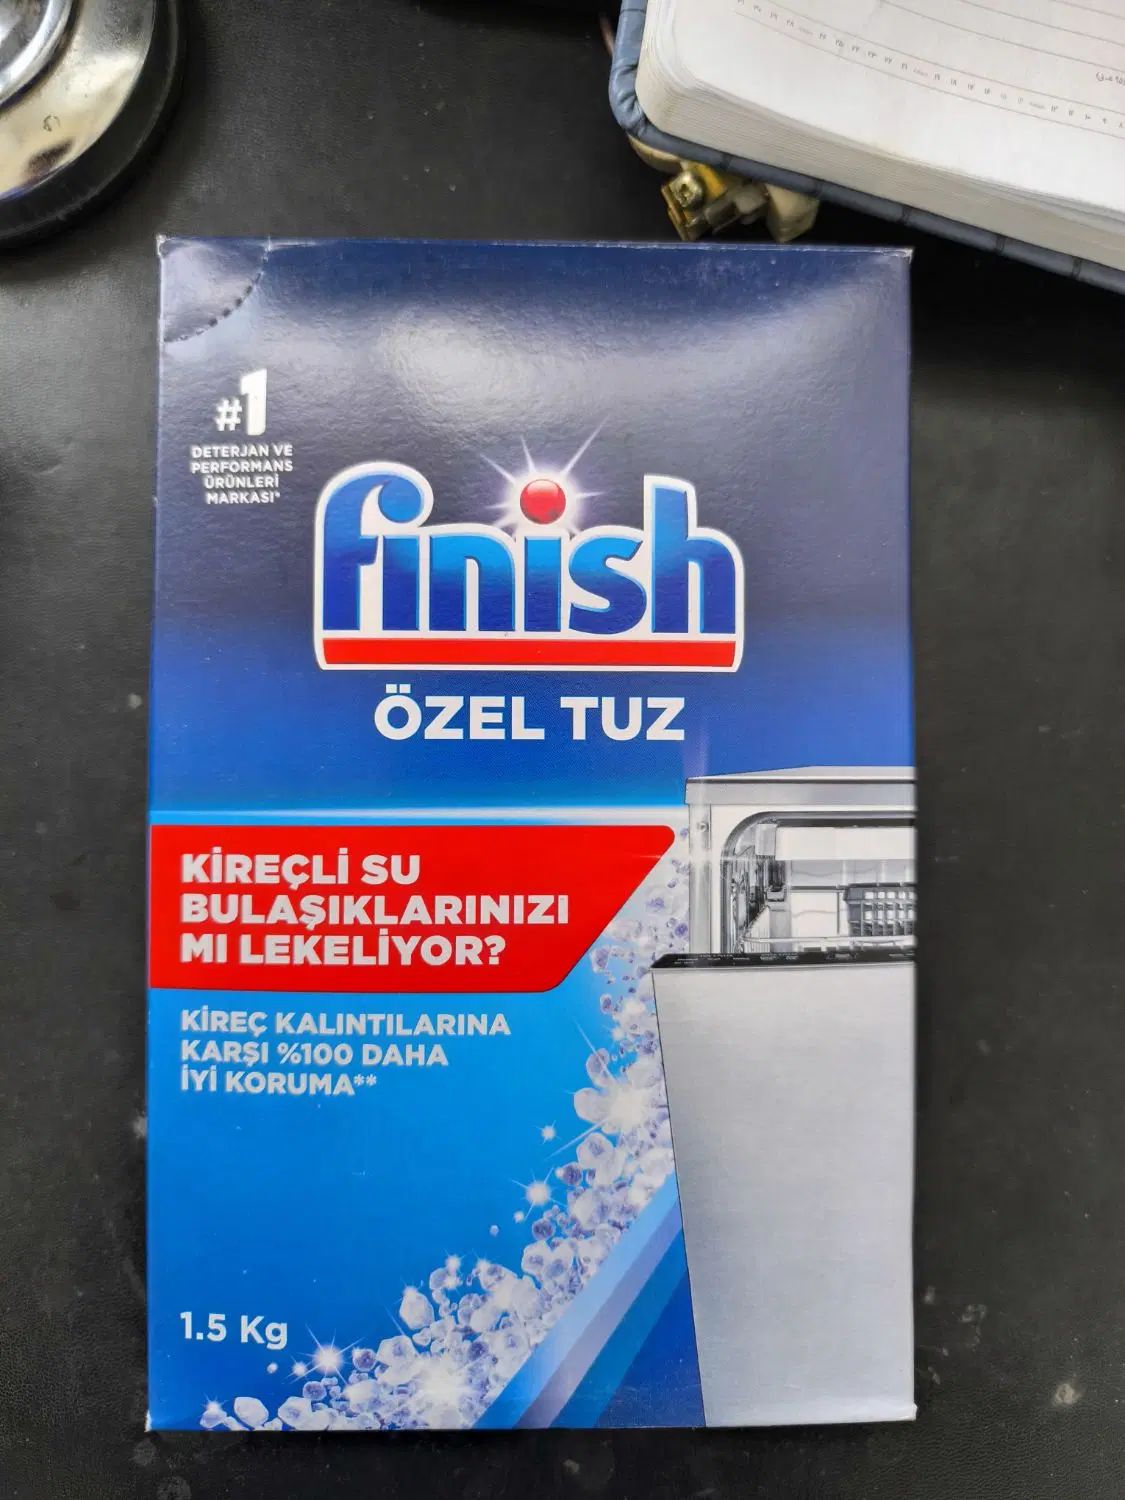 #1
DETERJAN VE
PERFORMANS
ÜRÜNLERİ
MARKASI*
finish
ÖZEL TUZ
KİREÇLİ SU
BULAŞIKLARINIZI
MI LEKELİYOR?
KİREÇ KALINTILARINA
KARŞI %100 DAHA
İYİ KORUMA**
1.5 Kg